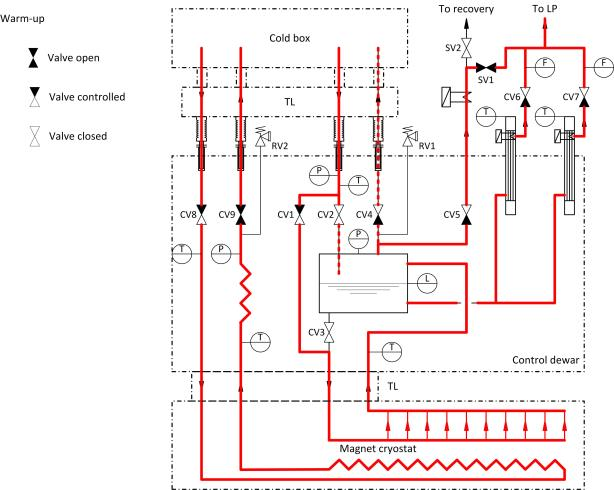 Warm-up
Valve open
Valve controlled
Valve closed
To recovery
To LP
Cold box
SV2
SV1
F
F
TL
CV6
CV7
T
T
RV2
RV1
P
T
CV8
CV9
CV1
CV2
CV4
CV5
T
P
P
L
CV3
T
T
Control dewar
TL
Magnet cryostat